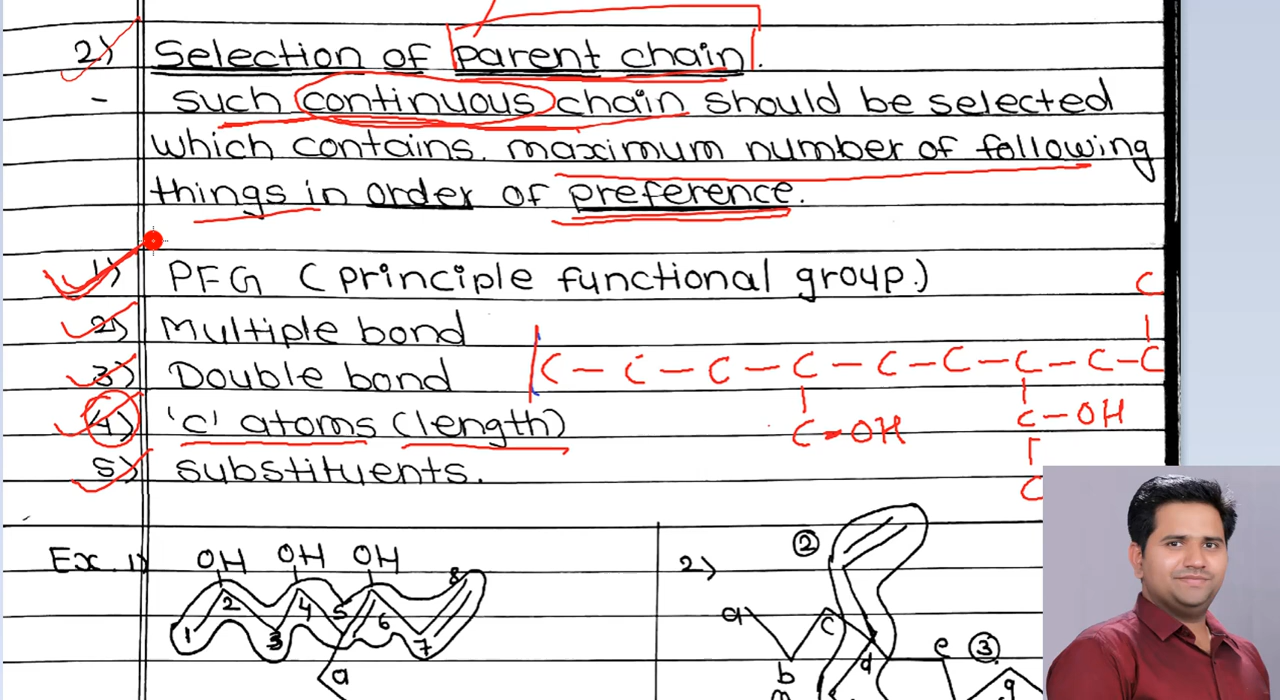 2) Selection of parent chain.
- Such continuous chain should be selected
which contains. maximum number of following
things in order of preference.
1) PFG (principle functional group.)
2) Multiple bond
3) Double bond
4) 'C' atoms (length)
5) substituents.
C
C - C - C - C - C - C - C - C - C
C - OH
C - OH
C
Ex. 1)
OH OH OH
1 2 3 4 5 6 7 8
a
2)
②
a b c d e
③
g